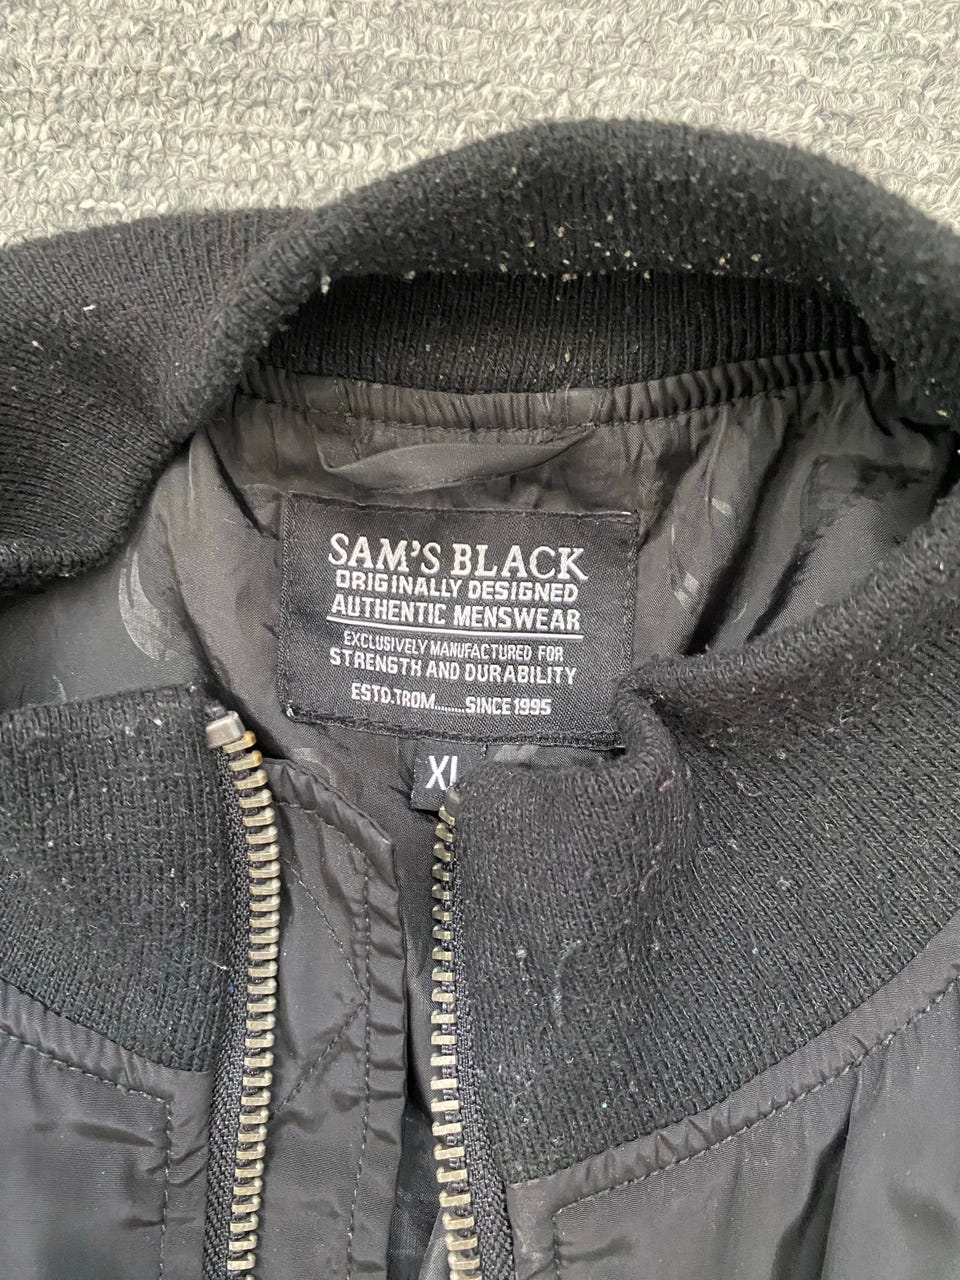 SAM'S BLACK
ORIGINALLY DESIGNED
AUTHENTIC MENSWEAR
EXCLUSIVELY MANUFACTURED FOR
STRENGTH AND DURABILITY
ESTD.TROM........SINCE 1995
XL